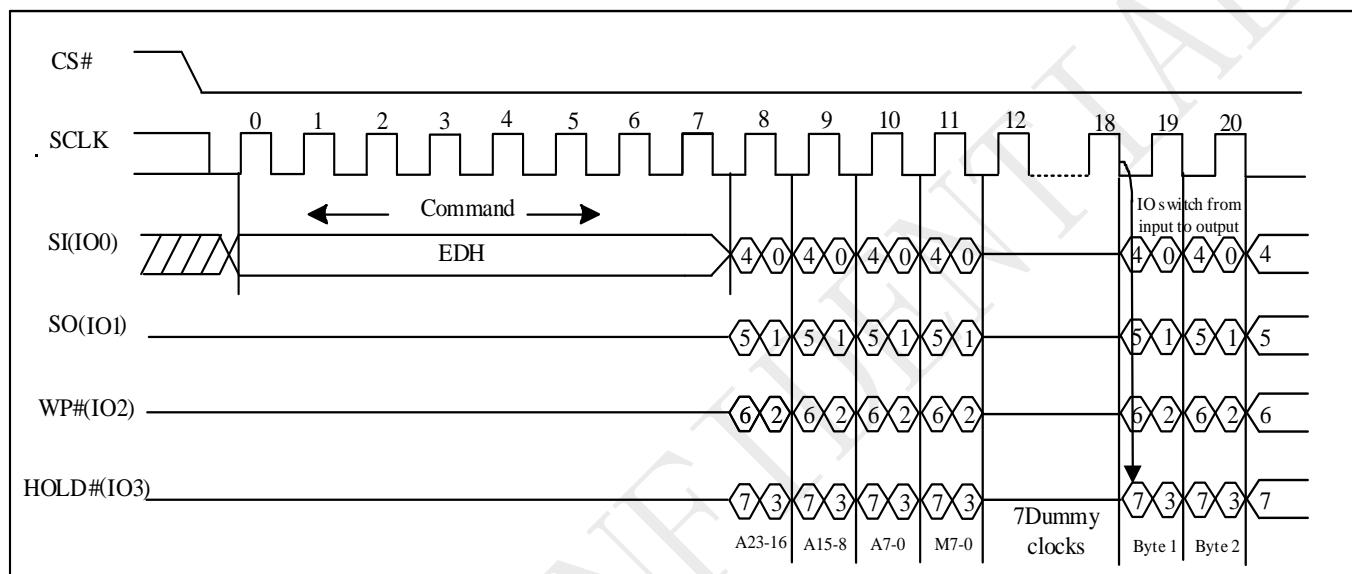 CS#
SCLK
0 1 2 3 4 5 6 7 8 9 10 11 12 18 19 20
Command
IO switch from
input to output
SI(IO0)
EDH
4 0 4 0 4 0 4 0 4 0 4 0 4
SO(IO1)
5 1 5 1 5 1 5 1 5 1 5 1 5
WP#(IO2)
6 2 6 2 6 2 6 2 6 2 6 2 6
HOLD#(IO3)
7 3 7 3 7 3 7 3 7 3 7 3 7
A23-16 A15-8 A7-0 M7-0
7Dummy
clocks
Byte 1 Byte 2